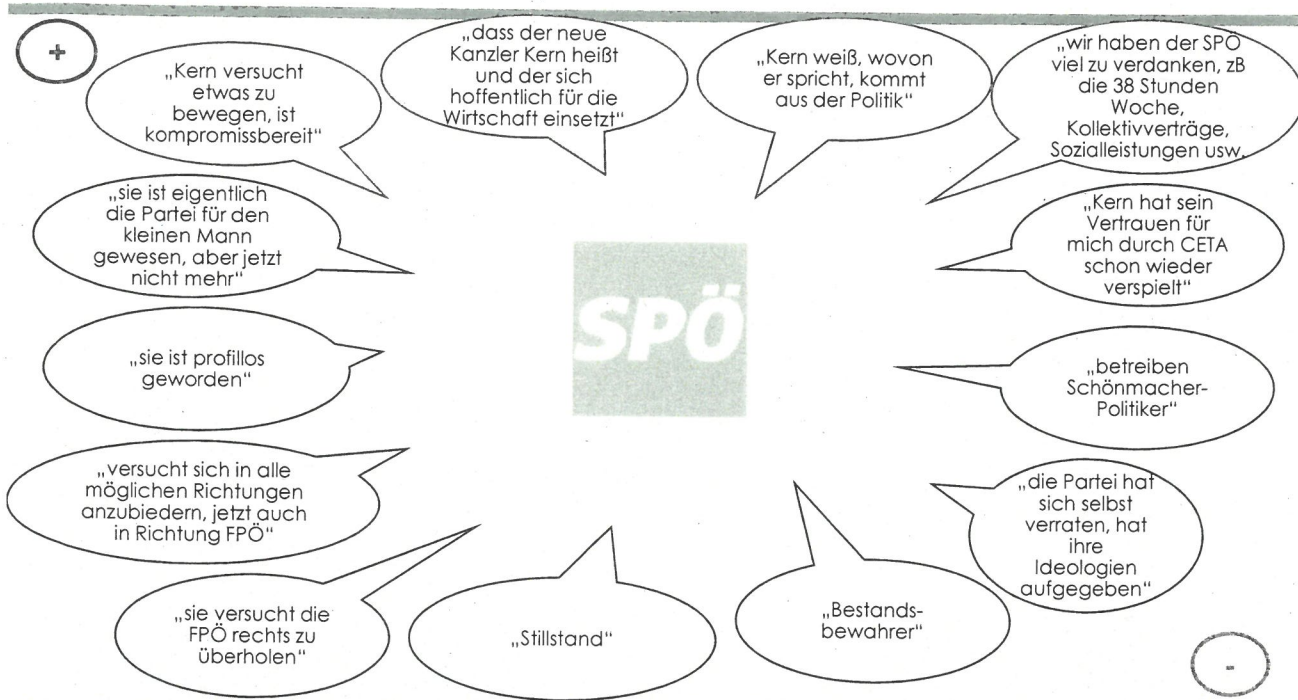 +
„Kern versucht
etwas zu
bewegen, ist
kompromissbereit“
„dass der neue
Kanzler Kern heißt
und der sich
hoffentlich für die
Wirtschaft einsetzt“
„Kern weiß, wovon
er spricht, kommt
aus der Politik“
„wir haben der SPÖ
viel zu verdanken, zB
die 38 Stunden
Woche,
Kollektivverträge,
Sozialleistungen usw.
„sie ist eigentlich
die Partei für den
kleinen Mann
gewesen, aber jetzt
nicht mehr“
„Kern hat sein
Vertrauen für
mich durch CETA
schon wieder
verspielt“
SPÖ
„sie ist profillos
geworden“
„betreiben
Schönmacher-
Politiker“
„versucht sich in alle
möglichen Richtungen
anzubiedern, jetzt auch
in Richtung FPÖ“
„die Partei hat
sich selbst
verraten, hat
ihre
Ideologien
aufgegeben“
„sie versucht die
FPÖ rechts zu
überholen“
„Stillstand“
„Bestands-
bewahrer“
-